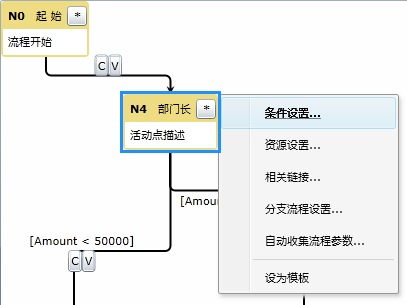 N0 起 始 *
流程开始
C V
N4 部门长 *
活动点描述
条件设置...
资源设置...
相关链接...
分支流程设置...
自动收集流程参数...
设为模板
[Amount
[Amount < 50000]
C V